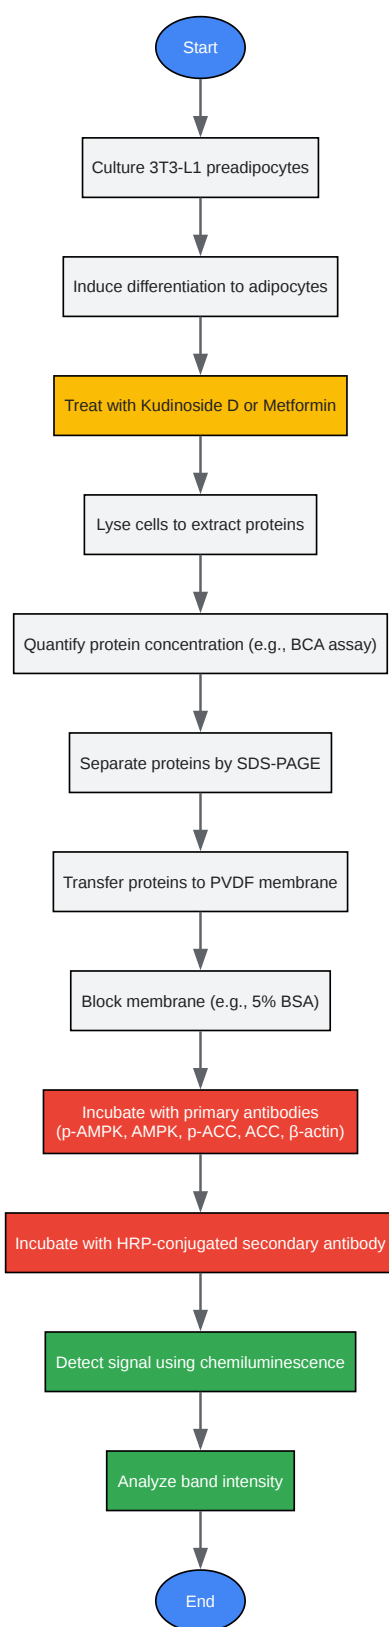 Start
Culture 3T3-L1 preadipocytes
Induce differentiation to adipocytes
Treat with Kudinoside D or Metformin
Lyse cells to extract proteins
Quantify protein concentration (e.g., BCA assay)
Separate proteins by SDS-PAGE
Transfer proteins to PVDF membrane
Block membrane (e.g., 5% BSA)
Incubate with primary antibodies
(p-AMPK, AMPK, p-ACC, ACC, β-actin)
Incubate with HRP-conjugated secondary antibody
Detect signal using chemiluminescence
Analyze band intensity
End